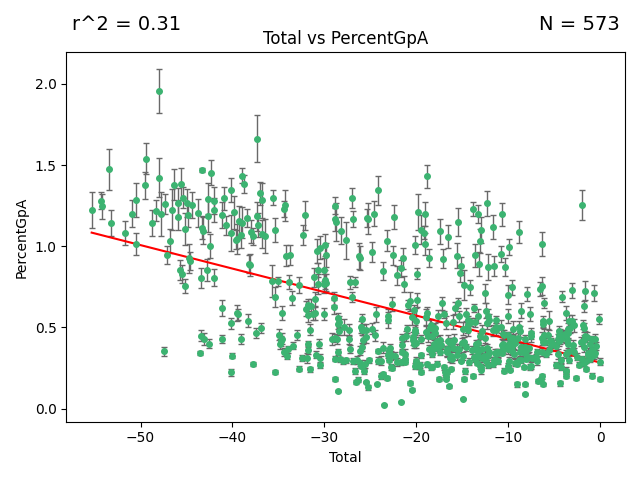 r^2 = 0.31
N = 573
Total vs PercentGpA
PercentGpA
2.0
1.5
1.0
0.5
0.0
−50
−40
−30
−20
−10
0
Total